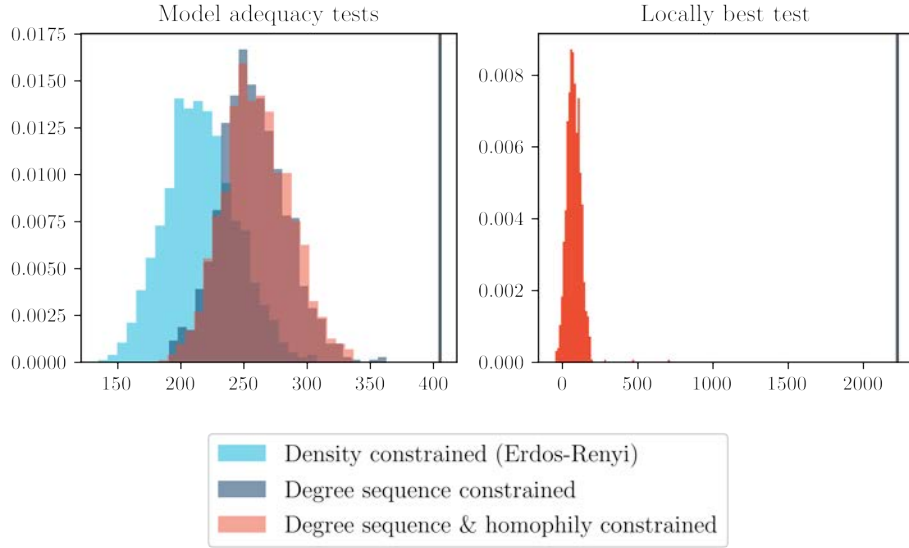 Model adequacy tests
0.0175
0.0150
0.0125
0.0100
0.0075
0.0050
0.0025
0.0000
150 200 250 300 350 400
Locally best test
0.008
0.006
0.004
0.002
0.000
0 500 1000 1500 2000
Density constrained (Erdos-Renyi)
Degree sequence constrained
Degree sequence & homophily constrained